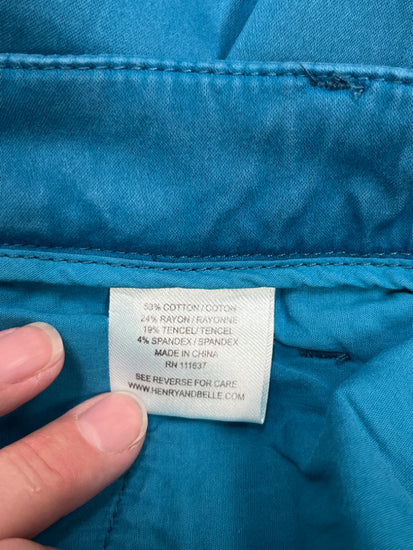 53% COTTON / COTON
24% RAYON / RAYONNE
19% TENCEL / TENCEL
4% SPANDEX / SPANDEX
MADE IN CHINA
RN 111637
SEE REVERSE FOR CARE
WWW.HENRYANDBELLE.COM